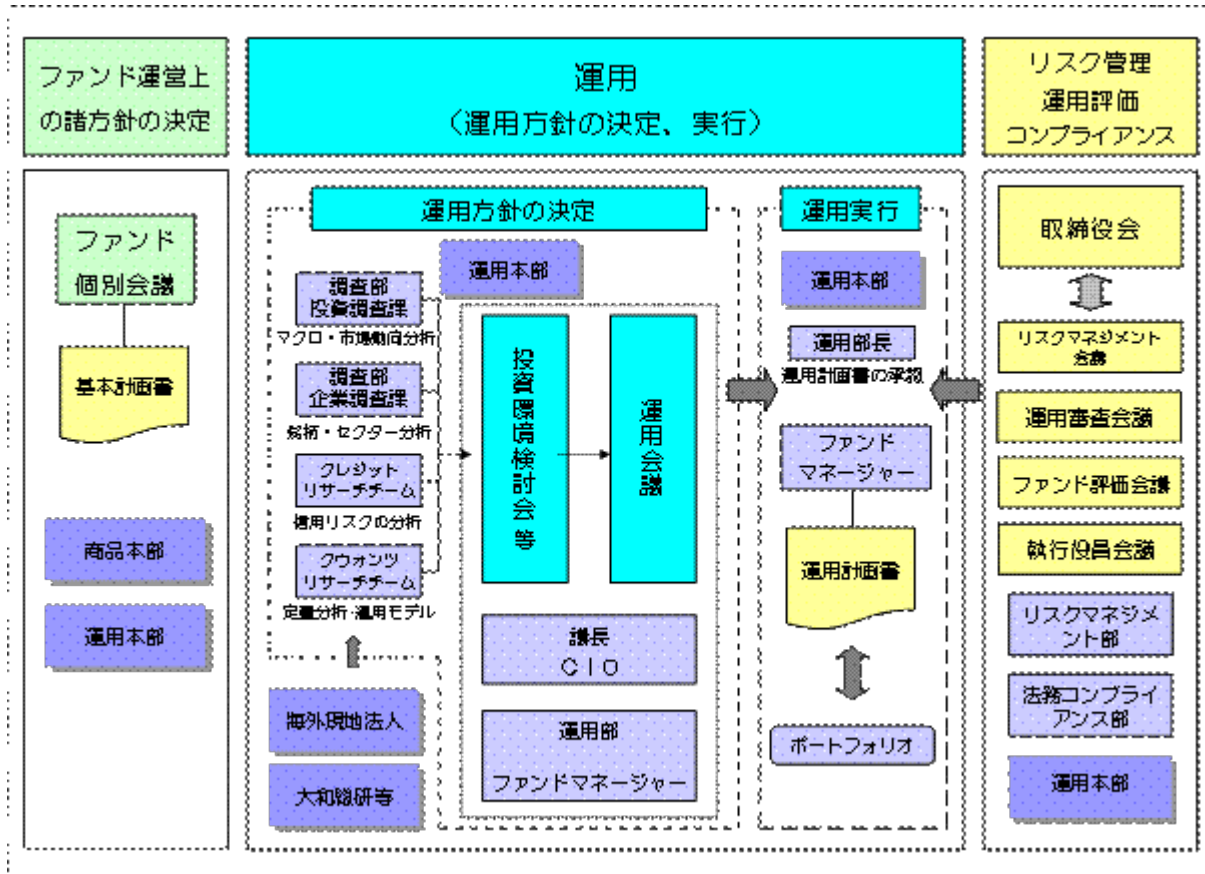 ファンド運営上
の諸方針の決定
ファンド
個別会議
基本計画書
商品本部
運用本部
運用
(運用方針の決定、実行)
運用方針の決定
運用本部
調査部
投資調査課
マクロ・市場動向分析
調査部
企業調査課
銘柄・セクター分析
クレジット
リサーチチーム
信用リスクの分析
クウォンツ
リサーチチーム
定量分析・運用モデル
海外現地法人
大和総研等
投資環境検討会等
運用会議
議長
CIO
運用部
ファンドマネージャー
運用実行
運用本部
運用部長
運用計画書の承認
ファンド
マネージャー
運用計画書
ポートフォリオ
リスク管理
運用評価
コンプライアンス
取締役会
リスクマネジメント
会議
運用審査会議
ファンド評価会議
執行役員会議
リスクマネジメ
ント部
法務コンプライ
アンス部
運用本部